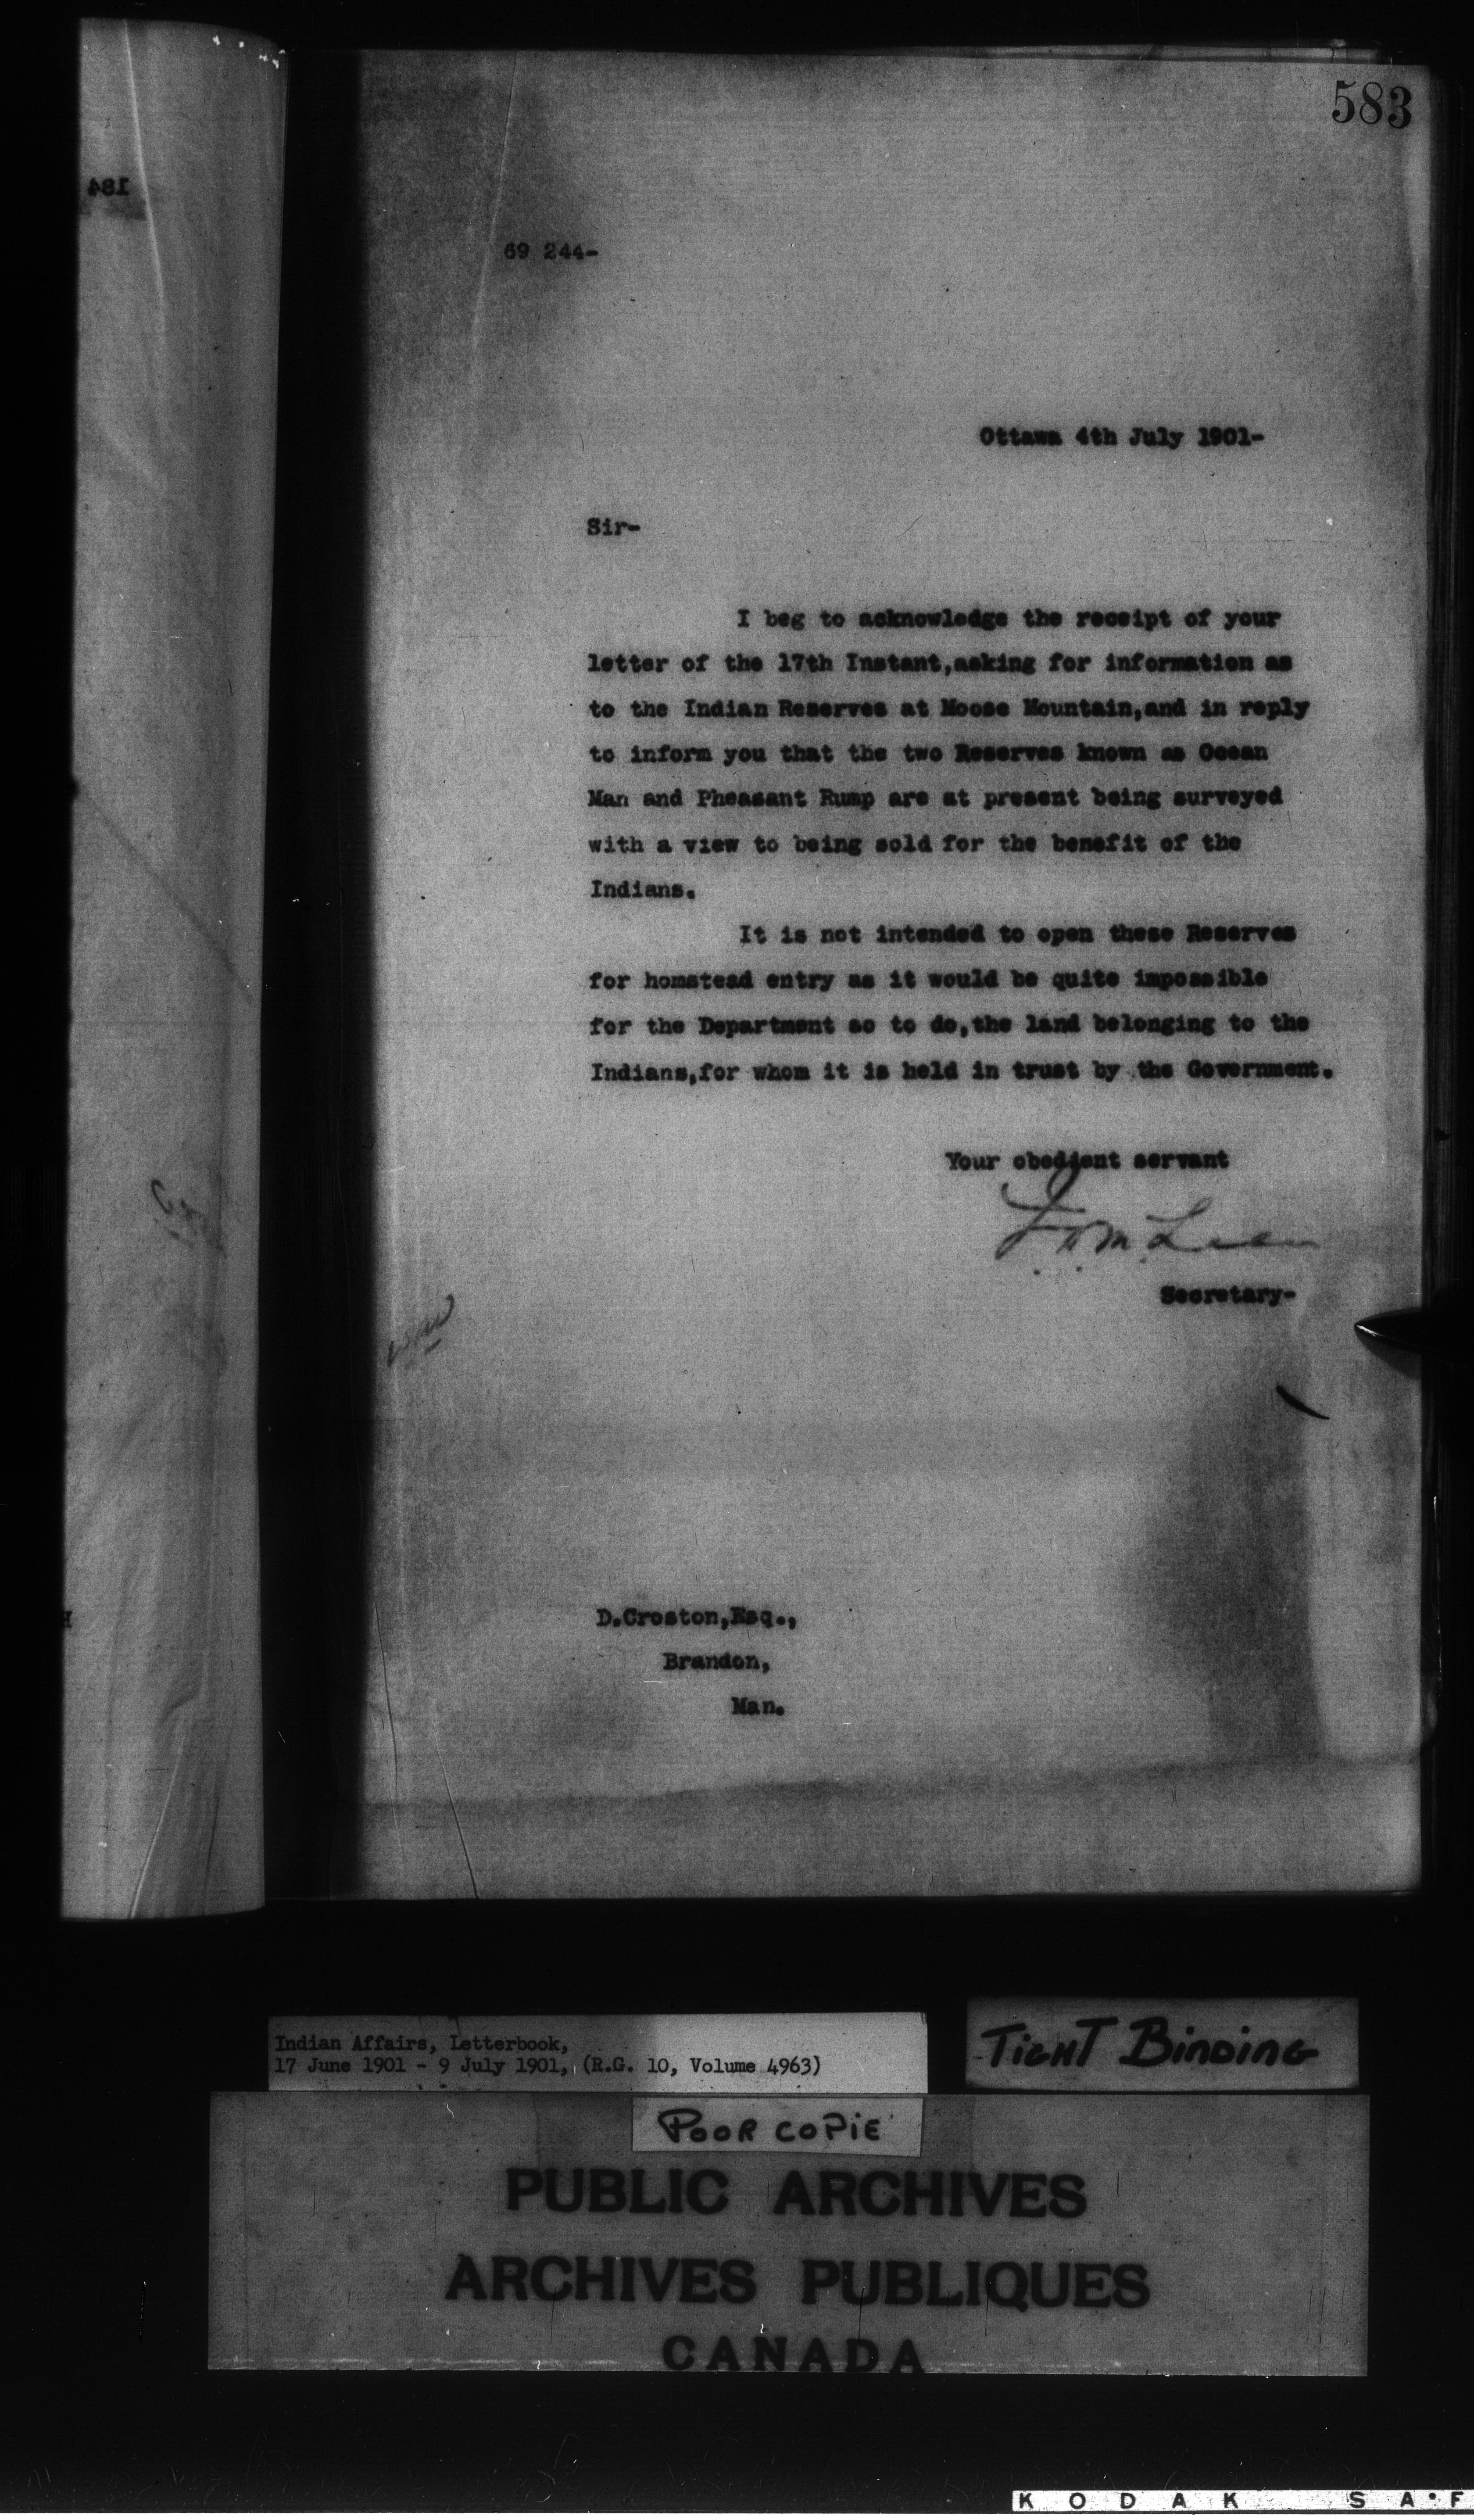 583
184
69 244-
Ottawa 4th July 1901-
Sir-
I beg to acknowledge the receipt of your
letter of the 17th Instant,asking for information as
to the Indian Reserves at Moose Mountain,and in reply
to inform you that the two Reserves known as Ocean
Man and Pheasant Rump are at present being surveyed
with a view to being sold for the benefit of the
Indians.
It is not intended to open these Reserves
for homstead entry as it would be quite impossible
for the Department so to do,the land belonging to the
Indians,for whom it is held in trust by the Government.
Your obedient servant
Secretary-
D.Croston,Esq.,
Brandon,
Man.
Indian Affairs, Letterbook,
17 June 1901 - 9 July 1901, (R.G. 10, Volume 4963)
TIGHT BINDING
POOR COPIE
PUBLIC ARCHIVES
ARCHIVES PUBLIQUES
CANADA
KODAK SA·F